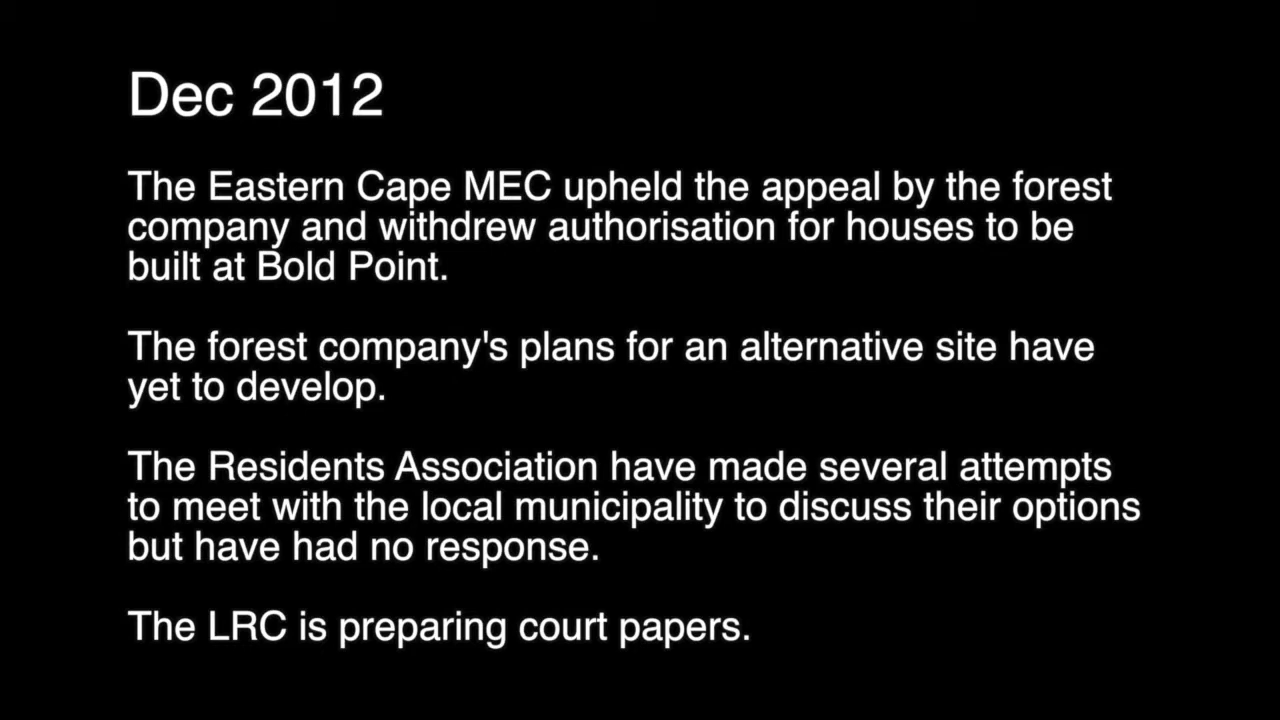 Dec 2012
The Eastern Cape MEC upheld the appeal by the forest
company and withdrew authorisation for houses to be
built at Bold Point.
The forest company's plans for an alternative site have
yet to develop.
The Residents Association have made several attempts
to meet with the local municipality to discuss their options
but have had no response.
The LRC is preparing court papers.